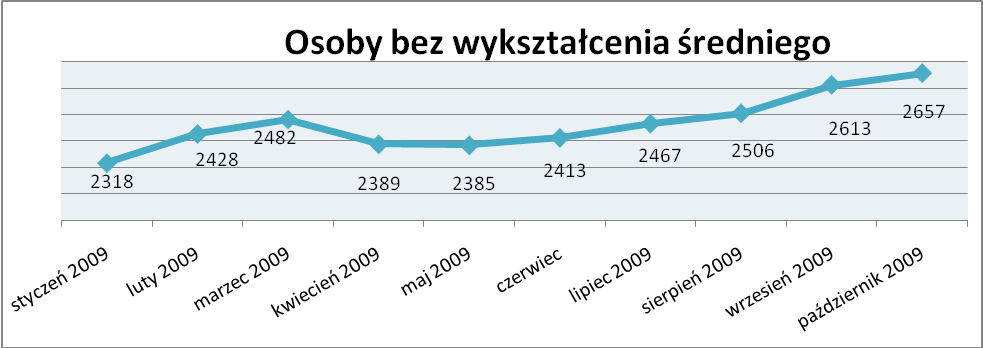 Osoby bez wykształcenia średniego
2318
2428
2482
2389
2385
2413
2467
2506
2613
2657
styczeń 2009
luty 2009
marzec 2009
kwicień 2009
maj 2009
czerwiec
lipiec 2009
sierpień 2009
wrzesień 2009
październik 2009